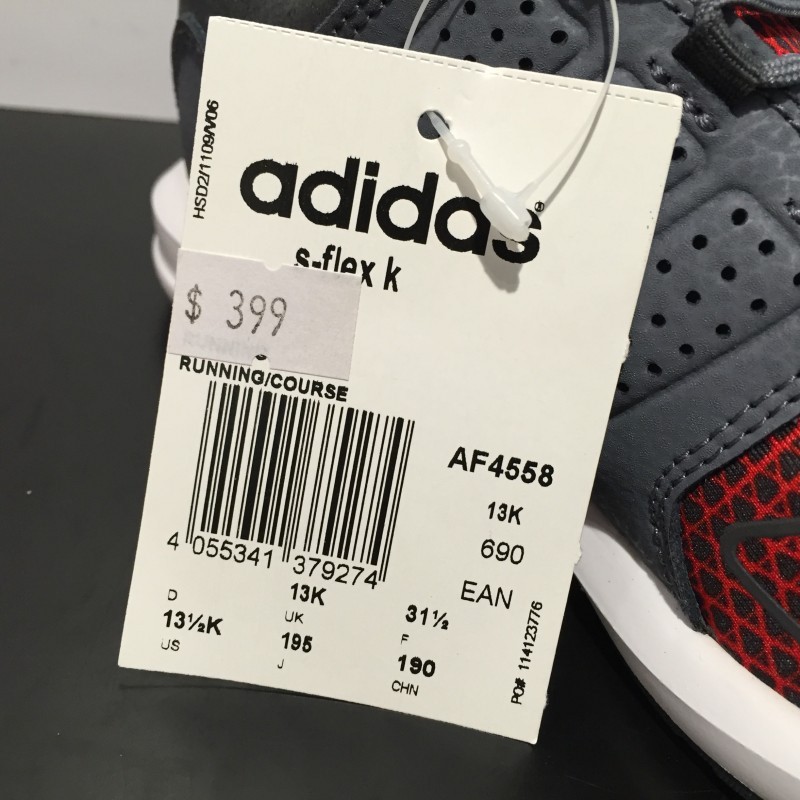 HSD2/1109/V06
adidas®
s-flex k
$ 399
RUNNING
RUNNING/COURSE
4 055341 379274
AF4558
13K
690
EAN
D
13½K
US
13K
UK
195
J
31½
F
190
CHN
PO# 114123776